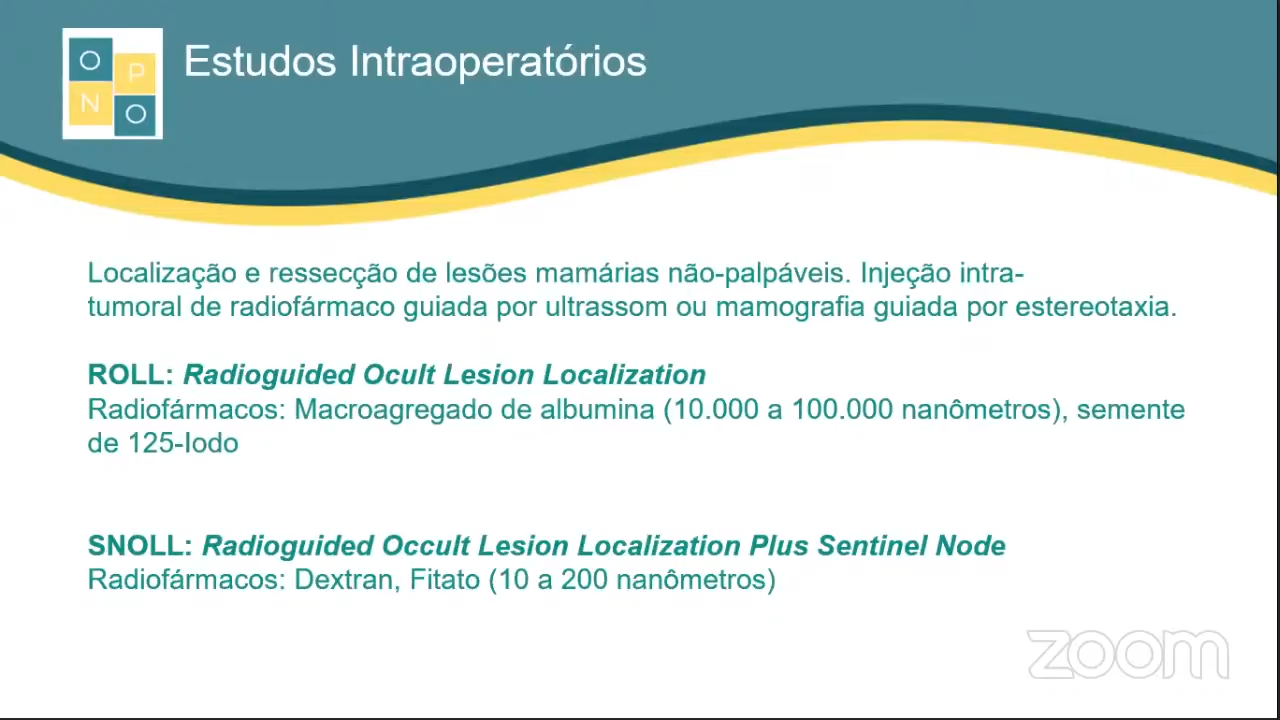 O
P
N
O
Estudos Intraoperatórios
Localização e ressecção de lesões mamárias não-palpáveis. Injeção intra-
tumoral de radiofármaco guiada por ultrassom ou mamografia guiada por estereotaxia.
ROLL: Radioguided Ocult Lesion Localization
Radiofármacos: Macroagregado de albumina (10.000 a 100.000 nanômetros), semente
de 125-Iodo
SNOLL: Radioguided Occult Lesion Localization Plus Sentinel Node
Radiofármacos: Dextran, Fitato (10 a 200 nanômetros)
zoom